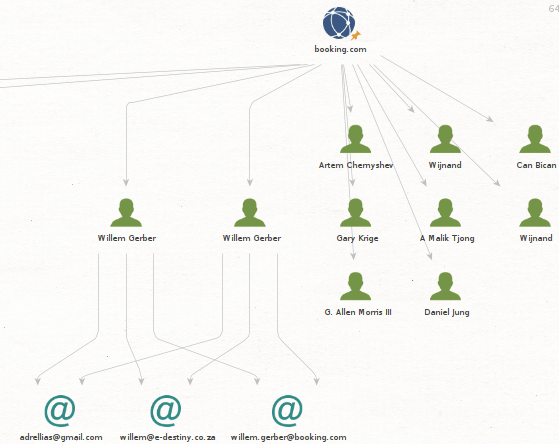 64
booking.com
Artem Chernyshev
Wijnand
Can Bican
Willem Gerber
Willem Gerber
Gary Krige
A Malik Tjong
Wijnand
G. Allen Morris III
Daniel Jung
@
@
@
adrellias@gmail.com
willem@e-destiny.co.za
willem.gerber@booking.com